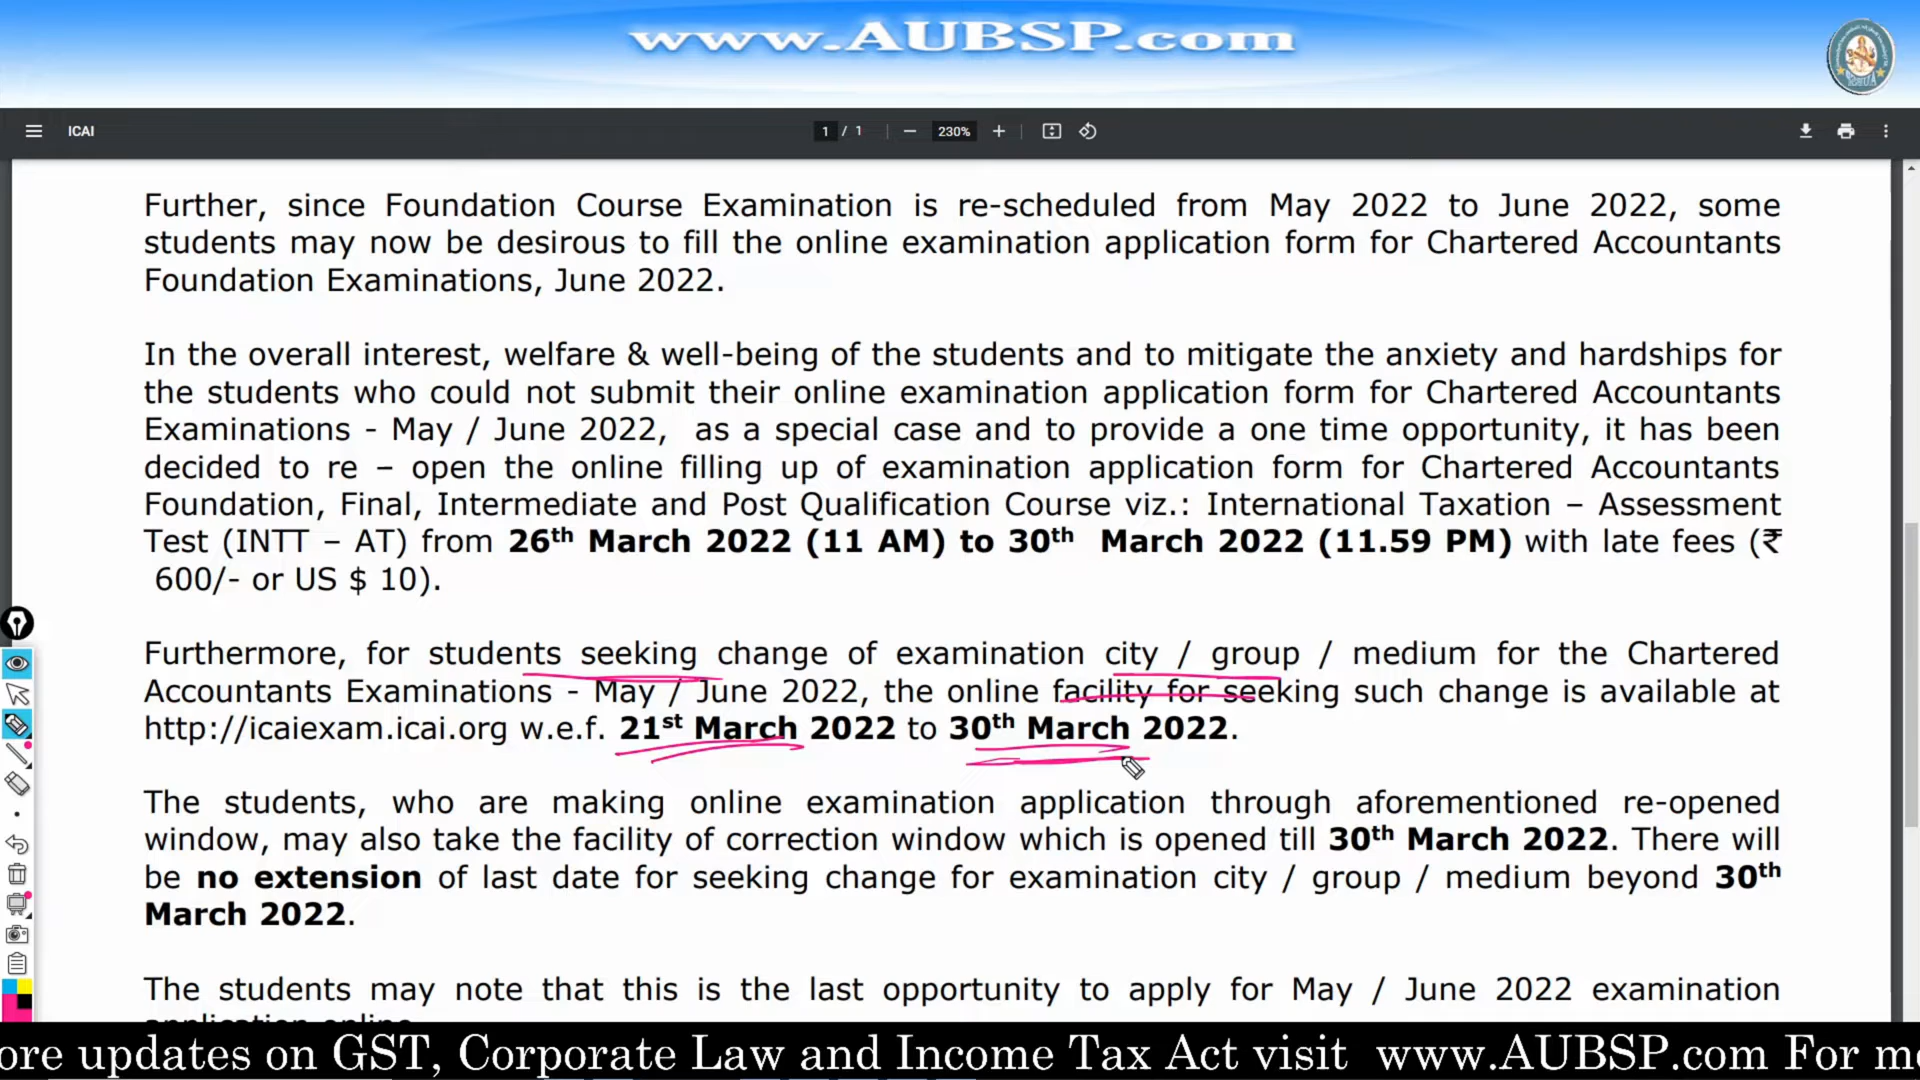 www.AUBSP.com
ICAI
1 / 1
230%
Further, since Foundation Course Examination is re-scheduled from May 2022 to June 2022, some
students may now be desirous to fill the online examination application form for Chartered Accountants
Foundation Examinations, June 2022.
In the overall interest, welfare & well-being of the students and to mitigate the anxiety and hardships for
the students who could not submit their online examination application form for Chartered Accountants
Examinations - May / June 2022, as a special case and to provide a one time opportunity, it has been
decided to re – open the online filling up of examination application form for Chartered Accountants
Foundation, Final, Intermediate and Post Qualification Course viz.: International Taxation – Assessment
Test (INTT – AT) from 26th March 2022 (11 AM) to 30th March 2022 (11.59 PM) with late fees (₹
600/- or US $ 10).
Furthermore, for students seeking change of examination city / group / medium for the Chartered
Accountants Examinations - May / June 2022, the online facility for seeking such change is available at
http://icaiexam.icai.org w.e.f. 21st March 2022 to 30th March 2022.
The students, who are making online examination application through aforementioned re-opened
window, may also take the facility of correction window which is opened till 30th March 2022. There will
be no extension of last date for seeking change for examination city / group / medium beyond 30th
March 2022.
The students may note that this is the last opportunity to apply for May / June 2022 examination
ore updates on GST, Corporate Law and Income Tax Act visit www.AUBSP.com For mo